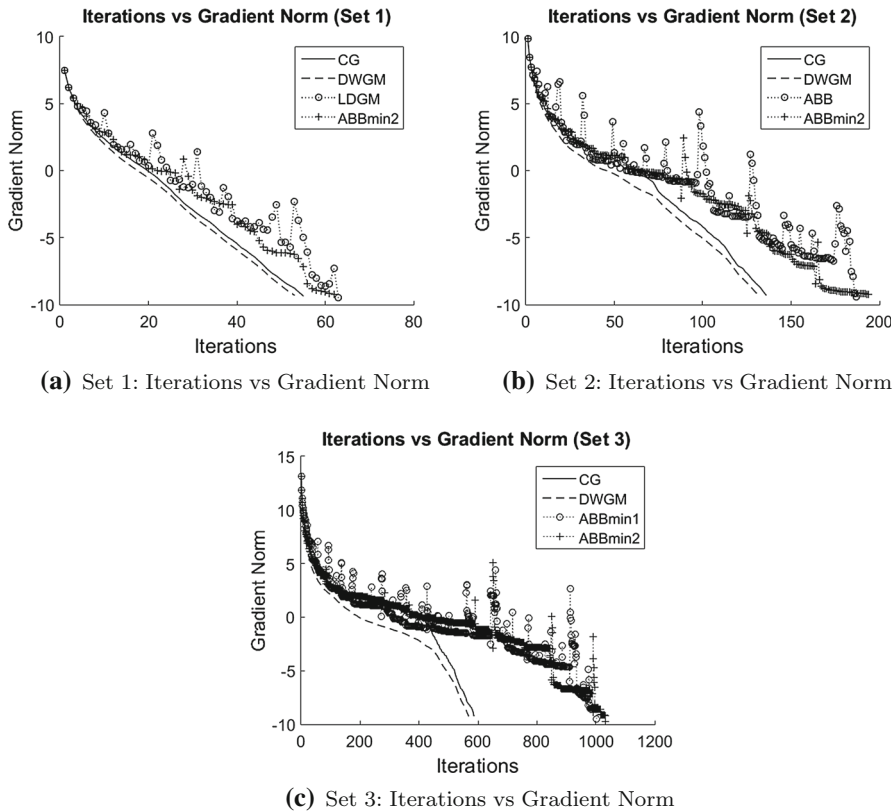 Iterations vs Gradient Norm (Set 1)
10
5
0
-5
-10
Gradient Norm
0
20
40
60
80
Iterations
CG
DWGM
LDGM
ABBmin2
(a) Set 1: Iterations vs Gradient Norm
Iterations vs Gradient Norm (Set 2)
10
5
0
-5
-10
Gradient Norm
0
50
100
150
200
Iterations
CG
DWGM
ABB
ABBmin2
(b) Set 2: Iterations vs Gradient Norm
Iterations vs Gradient Norm (Set 3)
15
10
5
0
-5
-10
Gradient Norm
0
200
400
600
800
1000
1200
Iterations
CG
DWGM
ABBmin1
ABBmin2
(c) Set 3: Iterations vs Gradient Norm